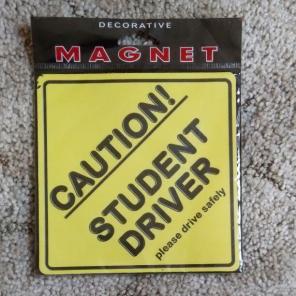 DECORATIVE
MAGNET
CAUTION!
STUDENT
DRIVER
please drive safely